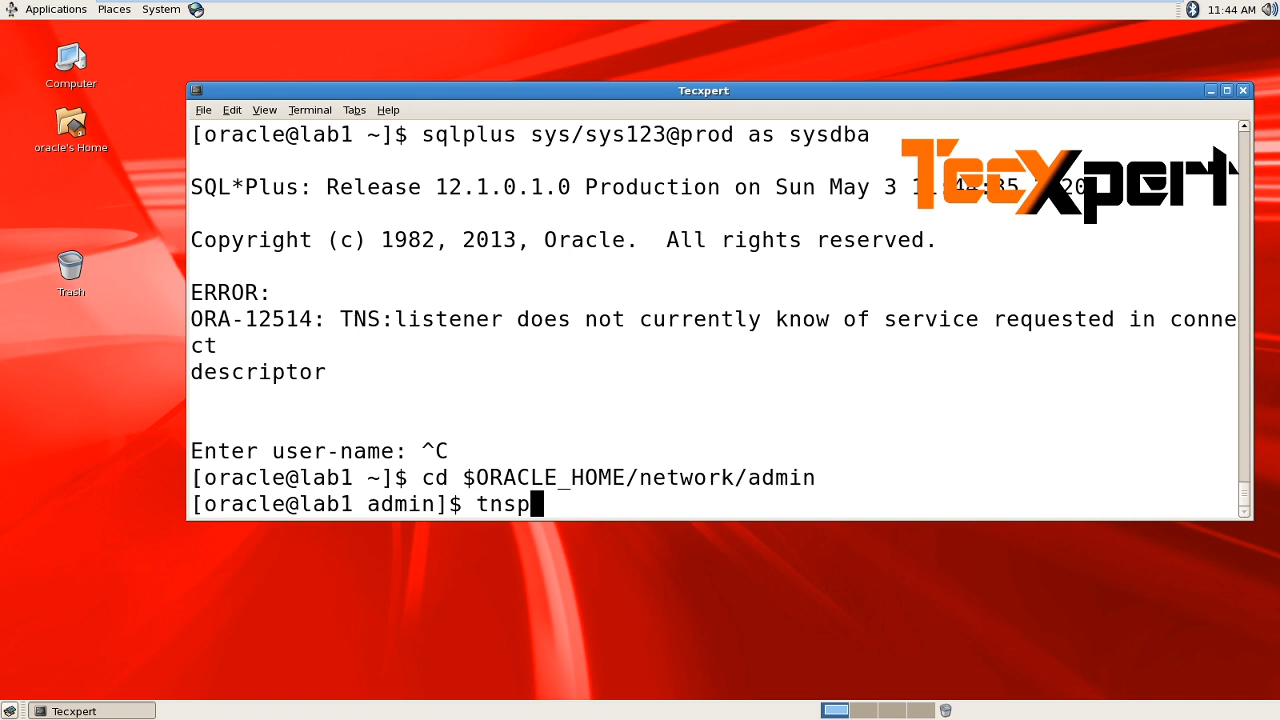 Applications Places System
11:44 AM
Computer
oracle's Home
Trash
Tecxpert
File Edit View Terminal Tabs Help
[oracle@lab1 ~]$ sqlplus sys/sys123@prod as sysdba
TecXpert
SQL*Plus: Release 12.1.0.1.0 Production on Sun May 3
Copyright (c) 1982, 2013, Oracle.  All rights reserved.
ERROR:
ORA-12514: TNS:listener does not currently know of service requested in conne
ct
descriptor
Enter user-name: ^C
[oracle@lab1 ~]$ cd $ORACLE_HOME/network/admin
[oracle@lab1 admin]$ tnsp
Tecxpert